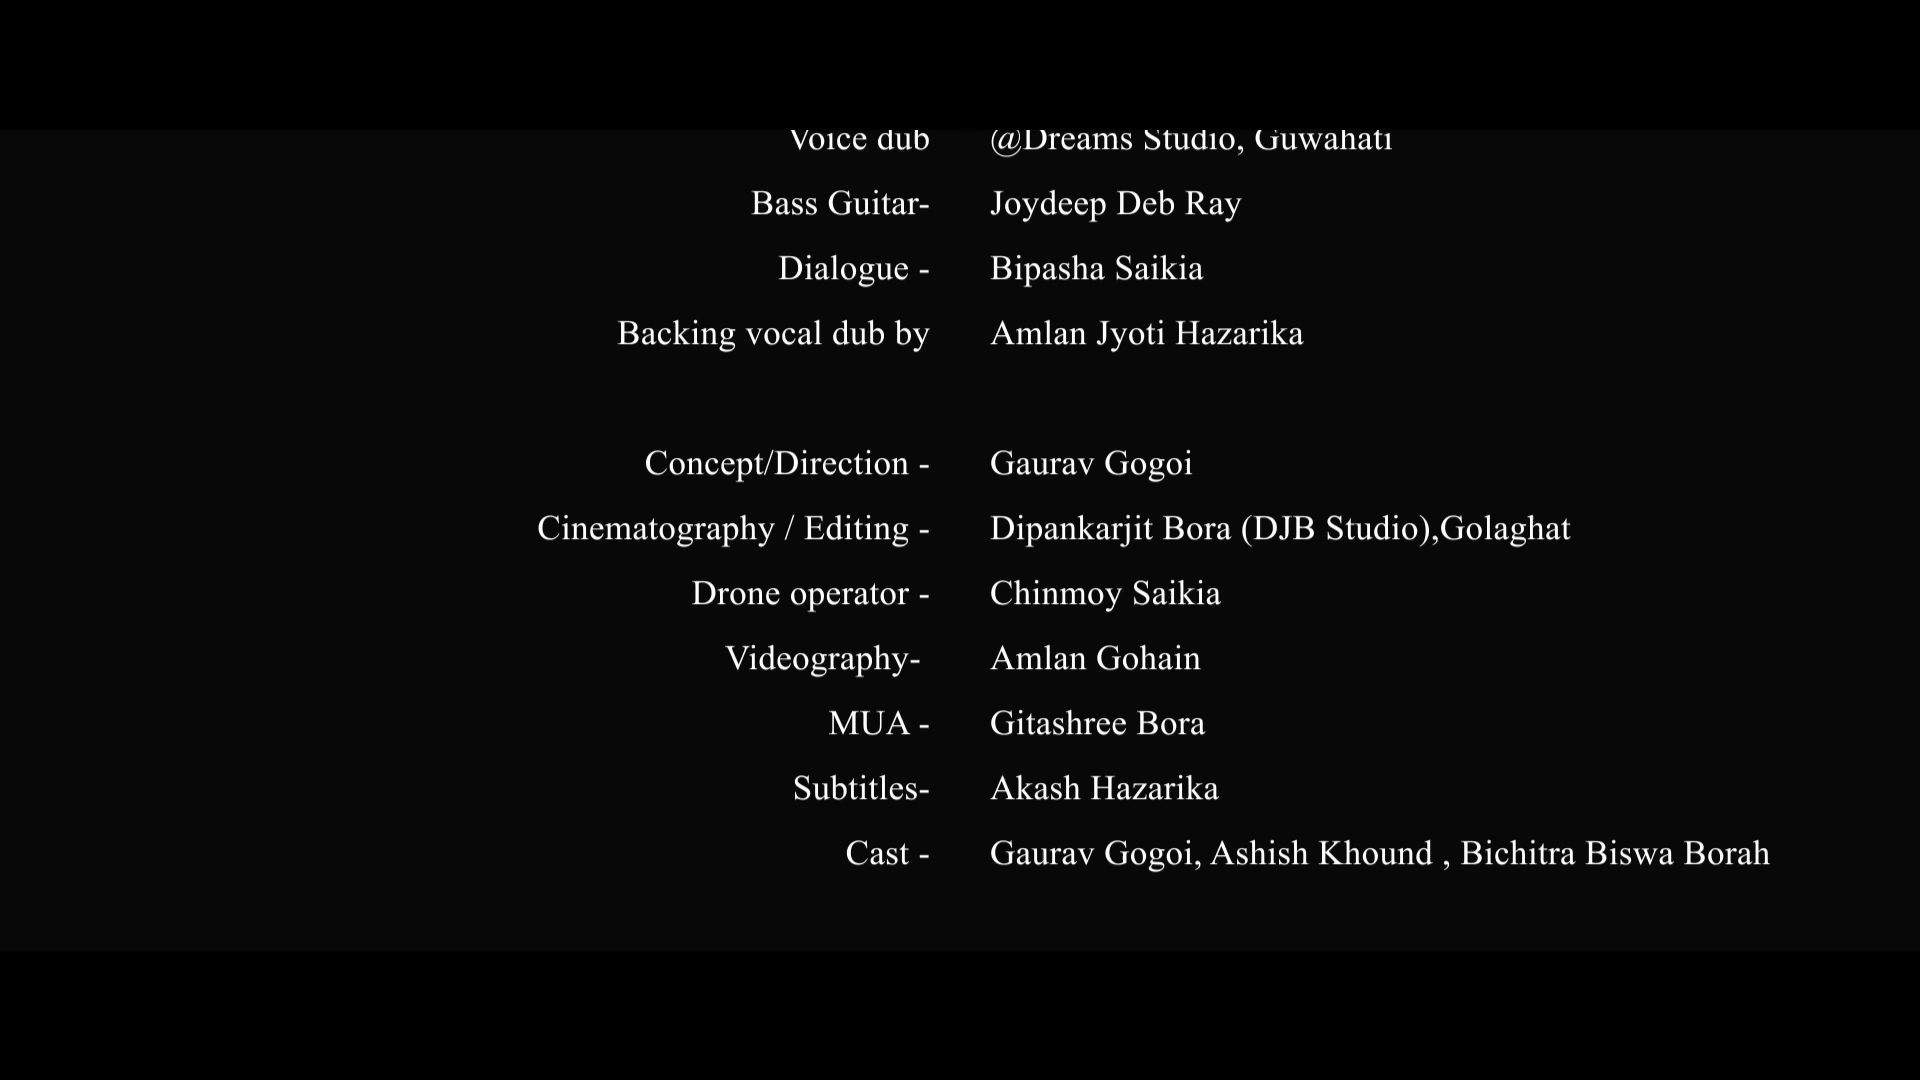 Voice dub @Dreams Studio, Guwahati
Bass Guitar- Joydeep Deb Ray
Dialogue - Bipasha Saikia
Backing vocal dub by Amlan Jyoti Hazarika
Concept/Direction - Gaurav Gogoi
Cinematography / Editing - Dipankarjit Bora (DJB Studio),Golaghat
Drone operator - Chinmoy Saikia
Videography- Amlan Gohain
MUA - Gitashree Bora
Subtitles- Akash Hazarika
Cast - Gaurav Gogoi, Ashish Khound , Bichitra Biswa Borah